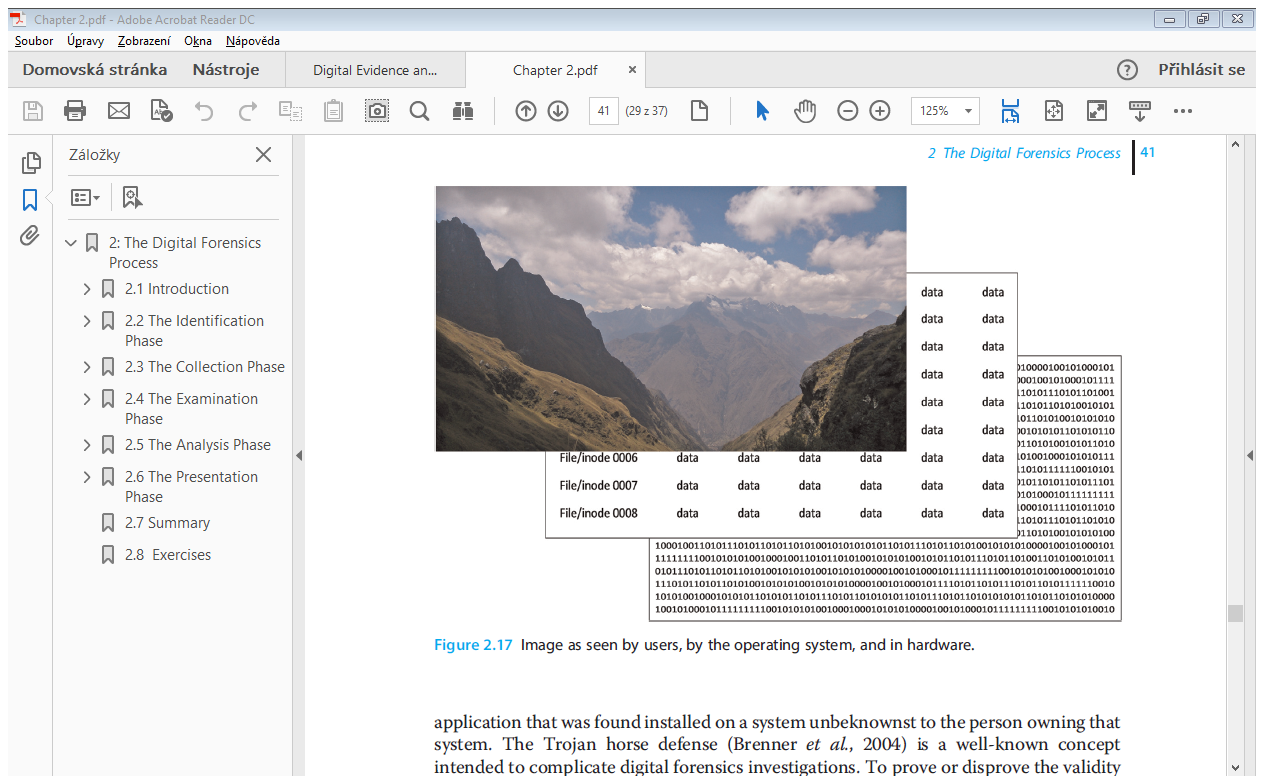 Chapter 2.pdf - Adobe Acrobat Reader DC
Soubor Úpravy Zobrazení Okna Nápověda
Domovská stránka Nástroje Digital Evidence an... Chapter 2.pdf × ? Přihlásit se
41 (29 z 37) 125%
Záložky
2: The Digital Forensics
Process
2.1 Introduction
2.2 The Identification
Phase
2.3 The Collection Phase
2.4 The Examination
Phase
2.5 The Analysis Phase
2.6 The Presentation
Phase
2.7 Summary
2.8 Exercises
2 The Digital Forensics Process 41
data data
data data
data data
data data
data data
data data
File/inode 0006 data data data data data data
File/inode 0007 data data data data data data
File/inode 0008 data data data data data data
Figure 2.17 Image as seen by users, by the operating system, and in hardware.
application that was found installed on a system unbeknownst to the person owning that
system. The Trojan horse defense (Brenner et al., 2004) is a well-known concept
intended to complicate digital forensics investigations. To prove or disprove the validity